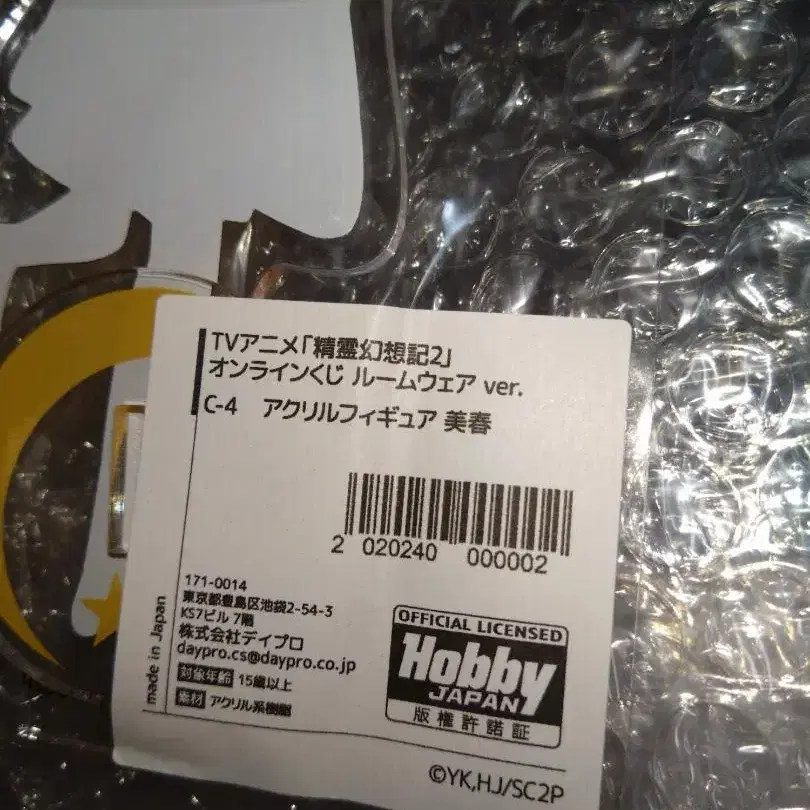 TVアニメ「精霊幻想記2」
オンラインくじ ルームウェア ver.
C-4 アクリルフィギュア 美春
2 020240 000002
171-0014
東京都豊島区池袋2-54-3
KS7ビル 7階
株式会社デイプロ
daypro.cs@daypro.co.jp
対象年齢 15歳以上
素材 アクリル系樹脂
made in Japan
OFFICIAL LICENSED
Hobby
JAPAN
版権許諾証
©YK,HJ/SC2P